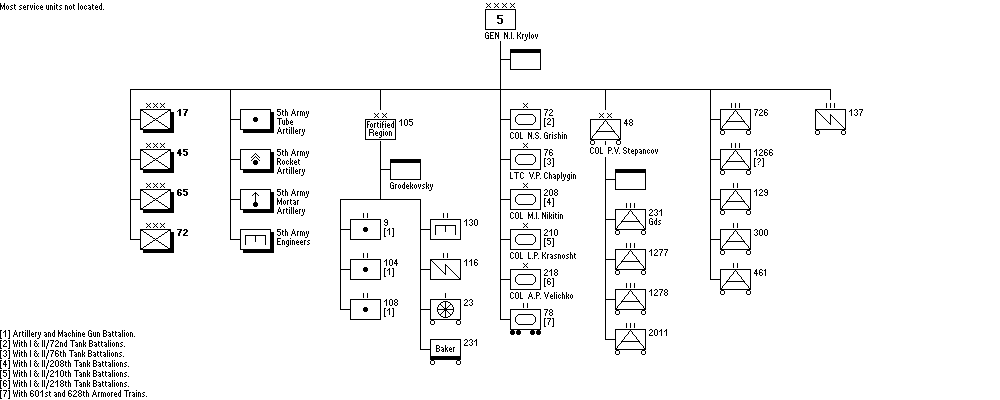 Most service units not located.
XXXX
5
GEN N.I. Krylov
XXX
17
XXX
45
XXX
65
XXX
72
5th Army
Tube
Artillery
5th Army
Rocket
Artillery
5th Army
Mortar
Artillery
5th Army
Engineers
XX
Fortified
Region
105
Grodekovsky
II
9
[1]
II
104
[1]
II
108
[1]
II
130
II
116
I
23
Baker
231
X
72
[2]
COL N.S. Grishin
X
76
[3]
LTC V.P. Chaplygin
X
208
[4]
COL M.I. Nikitin
X
210
[5]
COL L.P. Krasnosht
X
218
[6]
COL A.P. Velichko
II
78
[7]
XX
48
COL P.V. Stepancov
III
231
Gds
III
1277
III
1278
III
2011
III
726
III
1266
[?]
II
129
II
300
II
461
III
137
[1] Artillery and Machine Gun Battalion.
[2] With I & II/72nd Tank Battalions.
[3] With I & II/76th Tank Battalions.
[4] With I & II/208th Tank Battalions.
[5] With I & II/210th Tank Battalions.
[6] With I & II/218th Tank Battalions.
[7] With 601st and 628th Armored Trains.